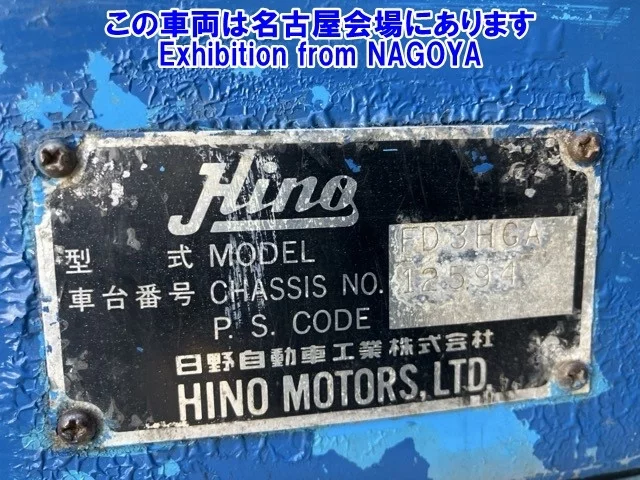 この車両は名古屋会場にあります
Exhibition from NAGOYA
Hino
型 式 MODEL FD3HGA
車台番号 CHASSIS NO. 12594
P. S. CODE
日野自動車工業株式会社
HINO MOTORS, LTD.